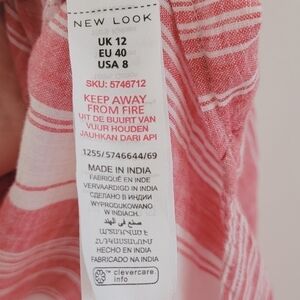 NEW LOOK
UK 12
EU 40
USA 8
SKU: 5746712
KEEP AWAY
FROM FIRE
UIT DE BUURT VAN
VUUR HOUDEN
JAUHKAN DARI API
1255/5746644/69
MADE IN INDIA
FABRIQUÉ EN INDE
VERVAARDIGD IN INDIA
СДЕЛАНО В ИНДИИ
WYPRODUKOWANO
W INDIACH.
صنع في الهند
HECHO EN INDIA
FABRICADO NA INDIA
clevercare
info